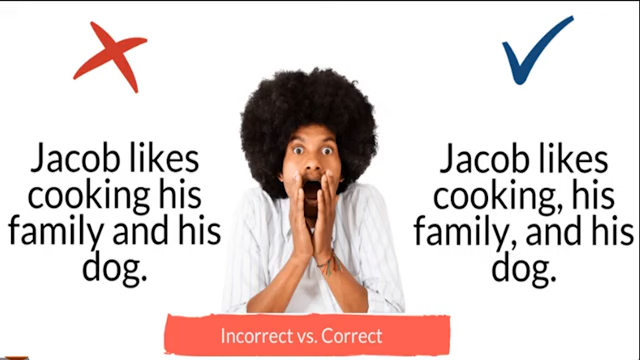 Jacob likes
cooking his
family and his
dog.
Jacob likes
cooking, his
family, and his
dog.
Incorrect vs. Correct